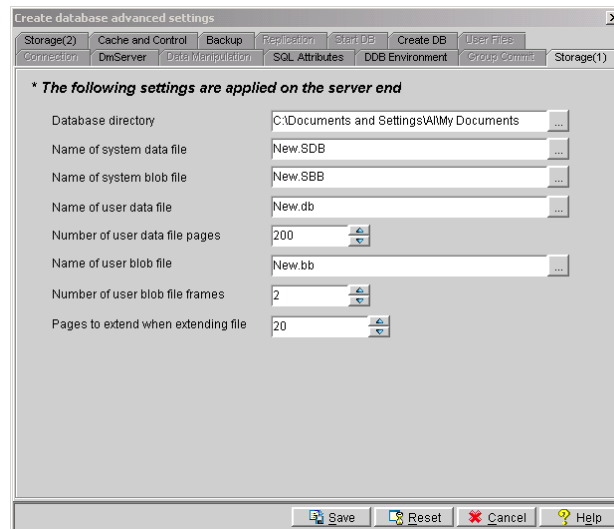 Create database advanced settings
Storage(2) Cache and Control Backup Replication Start DB Create DB User Files
Connection DmServer Data Manipulation SQL Attributes DDB Environment Group Commit Storage(1)
* The following settings are applied on the server end
Database directory C:\Documents and Settings\Al\My Documents ...
Name of system data file New.SDB ...
Name of system blob file New.SBB ...
Name of user data file New.db ...
Number of user data file pages 200
Name of user blob file New.bb ...
Number of user blob file frames 2
Pages to extend when extending file 20
Save Reset Cancel Help